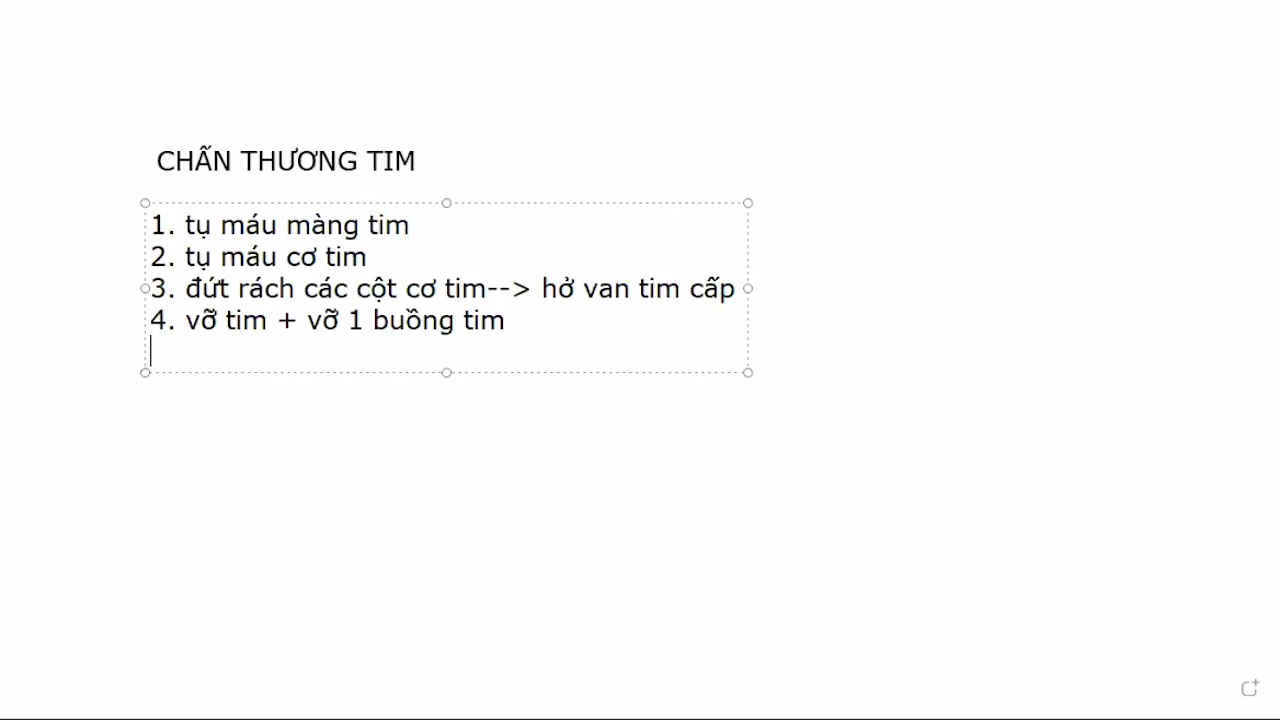 CHẤN THƯƠNG TIM
1. tụ máu màng tim
2. tụ máu cơ tim
3. đứt rách các cột cơ tim--> hở van tim cấp
4. vỡ tim + vỡ 1 buồng tim